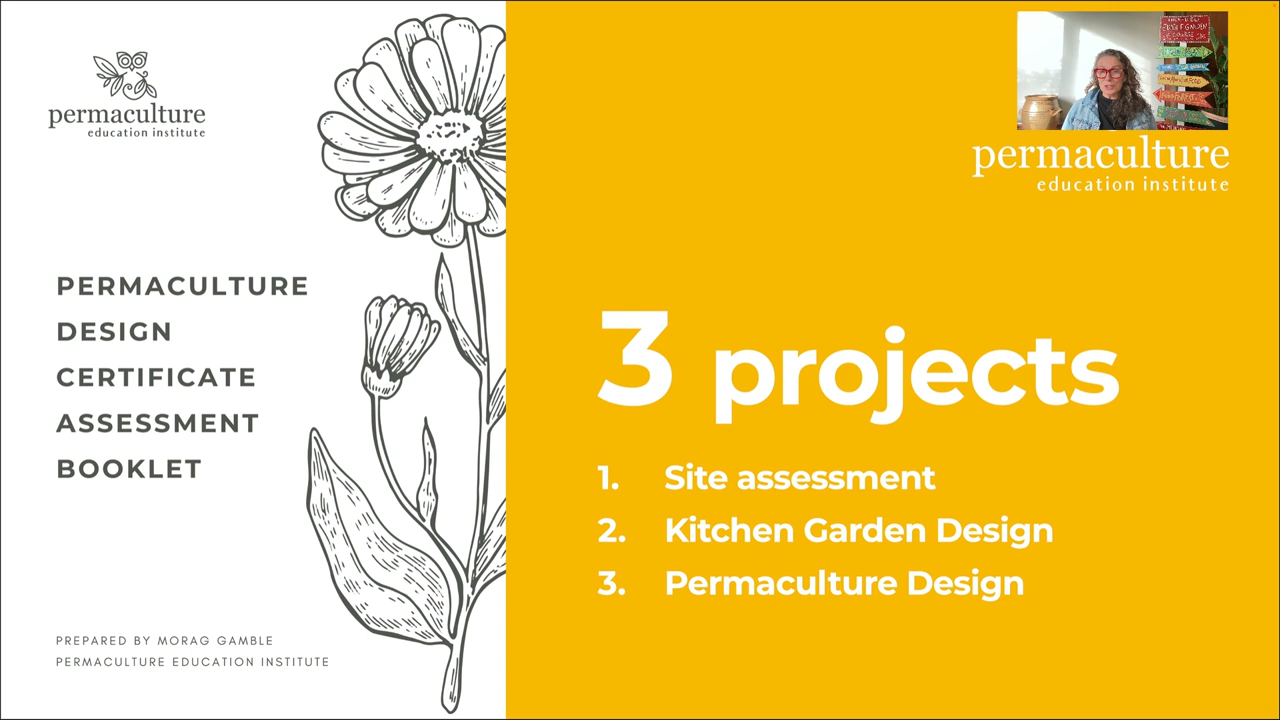 permaculture
education institute
PERMACULTURE
DESIGN
CERTIFICATE
ASSESSMENT
BOOKLET
PREPARED BY MORAG GAMBLE
PERMACULTURE EDUCATION INSTITUTE
permaculture
education institute
3 projects
1. Site assessment
2. Kitchen Garden Design
3. Permaculture Design